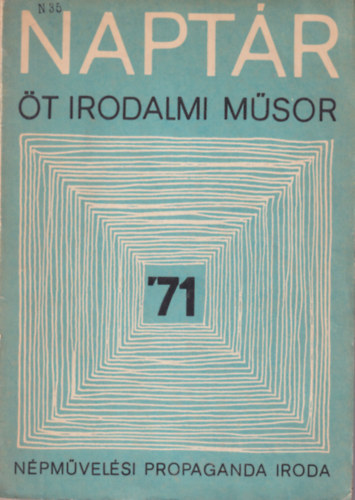 N 35
NAPTÁR
ÖT IRODALMI MŰSOR
'71
NÉPMŰVELÉSI PROPAGANDA IRODA